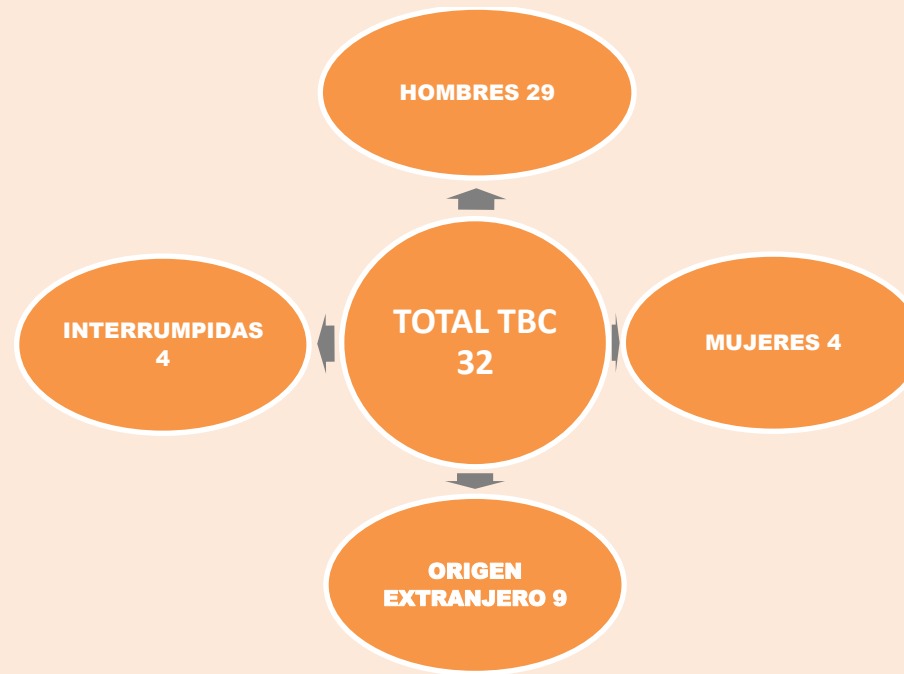 HOMBRES 29
TOTAL TBC
32
INTERRUMPIDAS
4
MUJERES 4
ORIGEN
EXTRANJERO 9